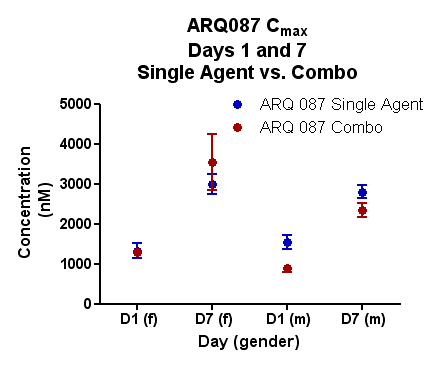 ARQ087 Cmax
Days 1 and 7
Single Agent vs. Combo
ARQ 087 Single Agent
ARQ 087 Combo
Concentration
(nM)
5000
4000
3000
2000
1000
0
D1 (f) D7 (f) D1 (m) D7 (m)
Day (gender)